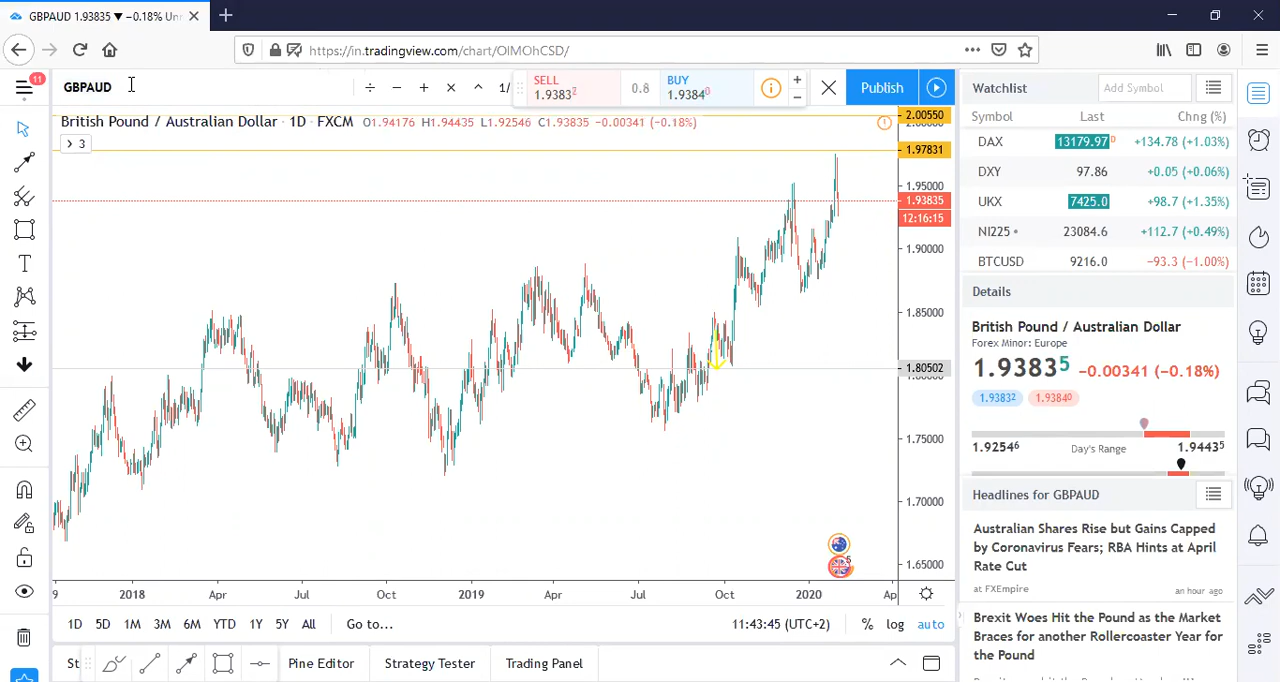 GBPAUD 1.93835 ▼ −0.18% Unn
https://in.tradingview.com/chart/OIMOhCSD/
11
GBPAUD
÷ − + × ^ 1/
SELL
1.93832
0.8
BUY
1.93840
Publish
British Pound / Australian Dollar · 1D · FXCM O1.94176 H1.94435 L1.92546 C1.93835 −0.00341 (−0.18%)
3
2.00550
1.97831
1.95000
1.93835
12:16:15
1.90000
1.85000
1.80502
1.75000
1.70000
1.65000
9 2018 Apr Jul Oct 2019 Apr Jul Oct 2020 Ap
5
1D 5D 1M 3M 6M YTD 1Y 5Y All Go to... 11:43:45 (UTC+2) % log auto
St Pine Editor Strategy Tester Trading Panel
Watchlist Add Symbol
Symbol Last Chng (%)
DAX 13179.97 D +134.78 (+1.03%)
DXY 97.86 +0.05 (+0.06%)
UKX 7425.0 +98.7 (+1.35%)
NI225 23084.6 +112.7 (+0.49%)
BTCUSD 9216.0 −93.3 (−1.00%)
Details
British Pound / Australian Dollar
Forex Minor: Europe
1.93835 −0.00341 (−0.18%)
1.93832 1.93840
1.92546 Day's Range 1.94435
Headlines for GBPAUD
Australian Shares Rise but Gains Capped
by Coronavirus Fears; RBA Hints at April
Rate Cut
at FXEmpire an hour ago
Brexit Woes Hit the Pound as the Market
Braces for another Rollercoaster Year for
the Pound